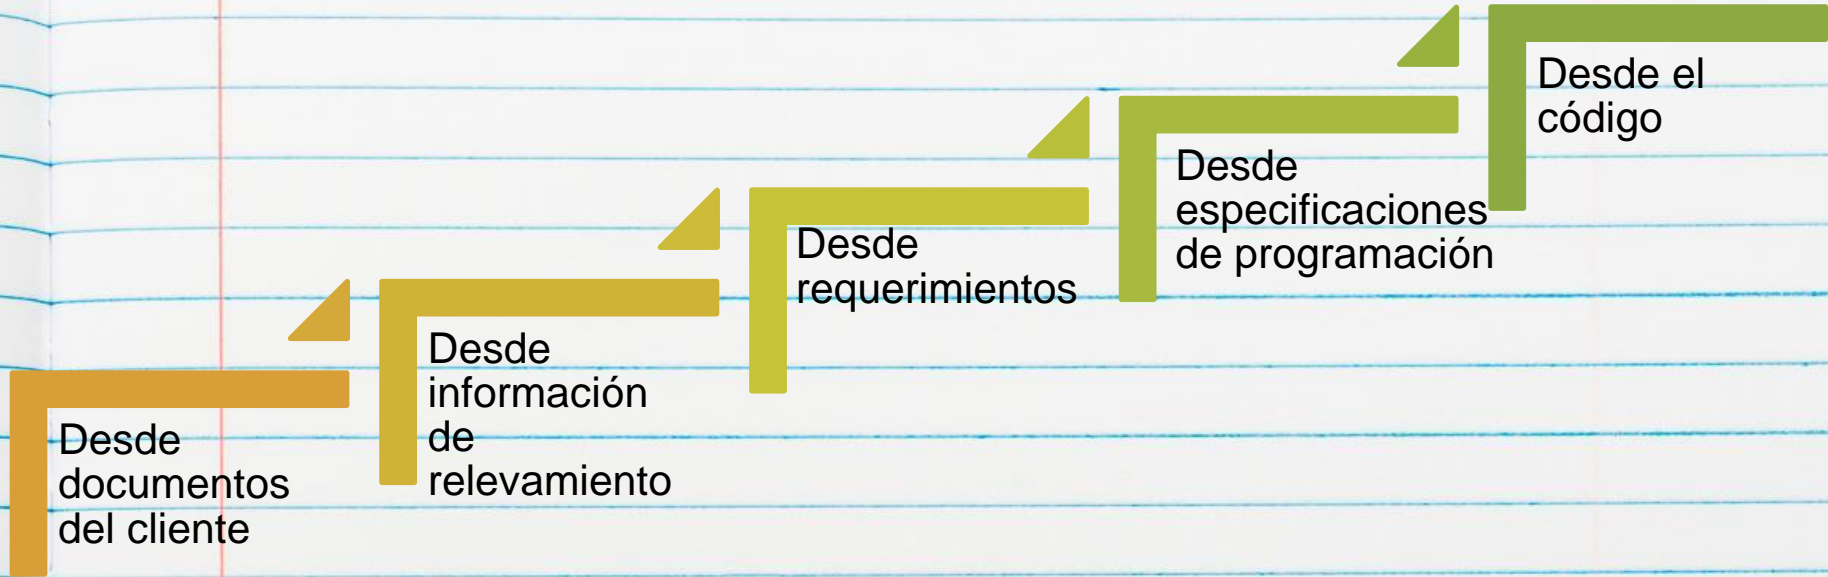 Desde
documentos
del cliente
Desde
información
de
relevamiento
Desde
requerimientos
Desde
especificaciones
de programación
Desde el
código